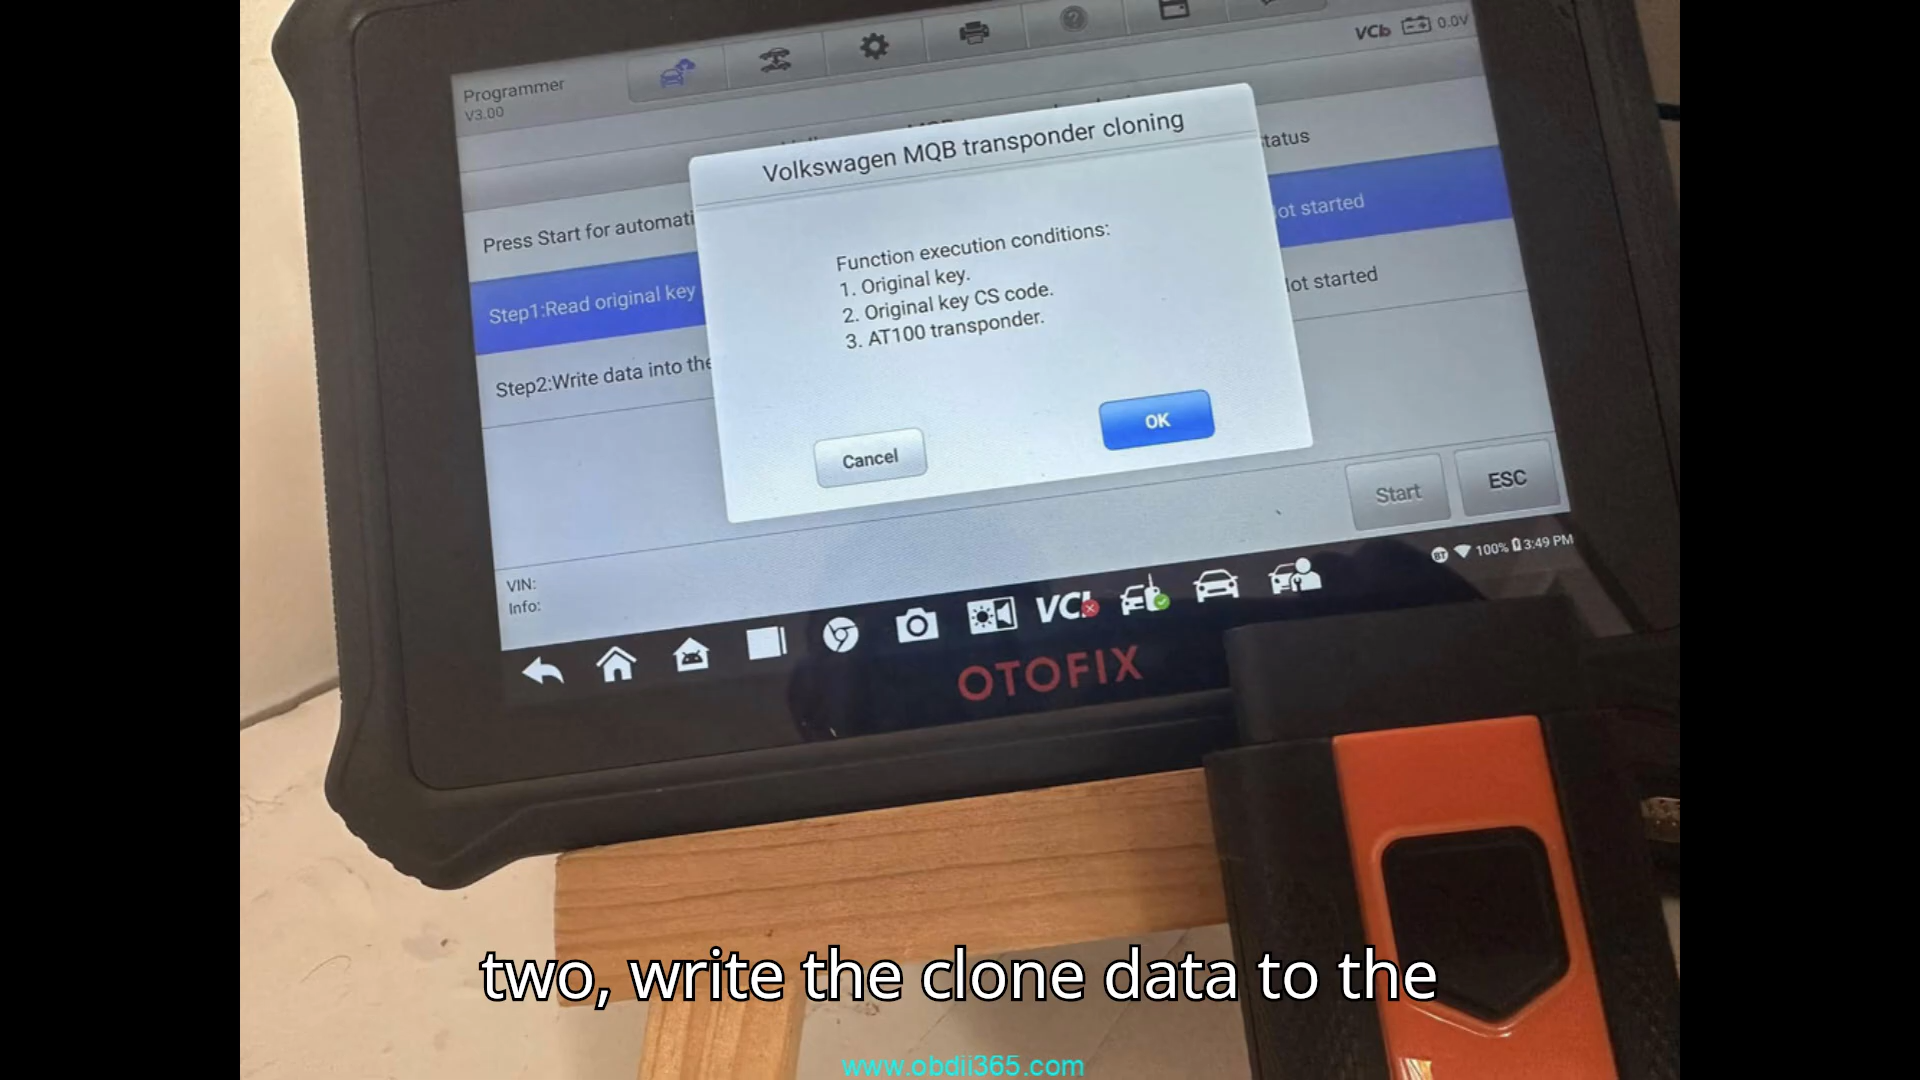 Programmer
V3.00
VCI
0.0V
Volkswagen MQB transponder cloning
tatus
Press Start for automati
Step1:Read original key
ot started
Step2:Write data into the
lot started
Function execution conditions:
1. Original key.
2. Original key CS code.
3. AT100 transponder.
Cancel
OK
Start
ESC
VIN:
Info:
BT
100%
3:49 PM
VCI
OTOFIX
two, write the clone data to the
www.obdii365.com